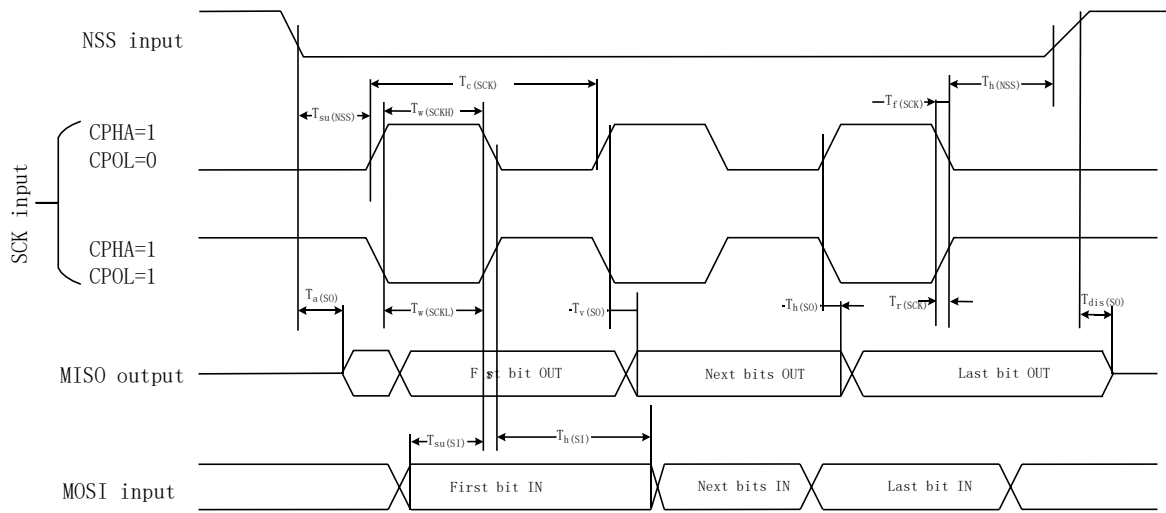 NSS input
Tc(SCK)
Th(NSS)
Tf(SCK)
Tsu(NSS)
Tw(SCKH)
SCK input
CPHA=1
CPOL=0
CPHA=1
CPOL=1
Ta(SO)
Tw(SCKL)
Tv(SO)
Th(SO)
Tr(SCK)
Tdis(SO)
MISO output
First bit OUT
Next bits OUT
Last bit OUT
Tsu(SI)
Th(SI)
MOSI input
First bit IN
Next bits IN
Last bit IN